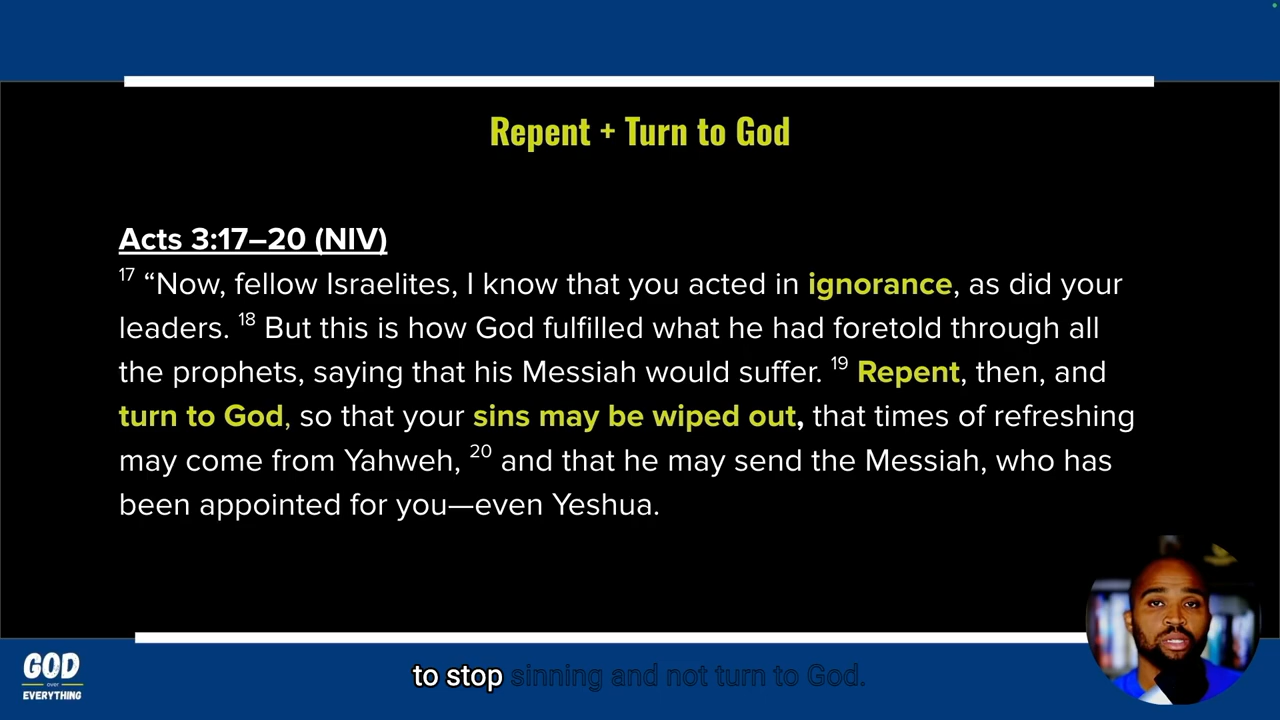 Repent + Turn to God
Acts 3:17–20 (NIV)
17 “Now, fellow Israelites, I know that you acted in ignorance, as did your
leaders. 18 But this is how God fulfilled what he had foretold through all
the prophets, saying that his Messiah would suffer. 19 Repent, then, and
turn to God, so that your sins may be wiped out, that times of refreshing
may come from Yahweh, 20 and that he may send the Messiah, who has
been appointed for you—even Yeshua.
GOD
over
EVERYTHING
to stop sinning and not turn to God.